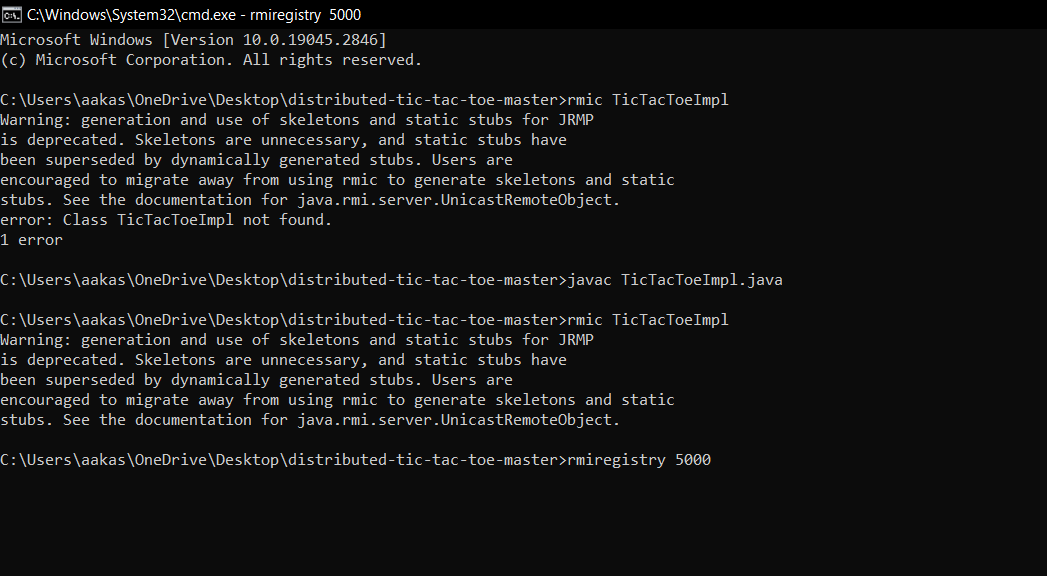 C:\Windows\System32\cmd.exe - rmiregistry  5000
Microsoft Windows [Version 10.0.19045.2846]
(c) Microsoft Corporation. All rights reserved.
C:\Users\aakas\OneDrive\Desktop\distributed-tic-tac-toe-master>rmic TicTacToeImpl
Warning: generation and use of skeletons and static stubs for JRMP
is deprecated. Skeletons are unnecessary, and static stubs have
been superseded by dynamically generated stubs. Users are
encouraged to migrate away from using rmic to generate skeletons and static
stubs. See the documentation for java.rmi.server.UnicastRemoteObject.
error: Class TicTacToeImpl not found.
1 error
C:\Users\aakas\OneDrive\Desktop\distributed-tic-tac-toe-master>javac TicTacToeImpl.java
C:\Users\aakas\OneDrive\Desktop\distributed-tic-tac-toe-master>rmic TicTacToeImpl
Warning: generation and use of skeletons and static stubs for JRMP
is deprecated. Skeletons are unnecessary, and static stubs have
been superseded by dynamically generated stubs. Users are
encouraged to migrate away from using rmic to generate skeletons and static
stubs. See the documentation for java.rmi.server.UnicastRemoteObject.
C:\Users\aakas\OneDrive\Desktop\distributed-tic-tac-toe-master>rmiregistry 5000